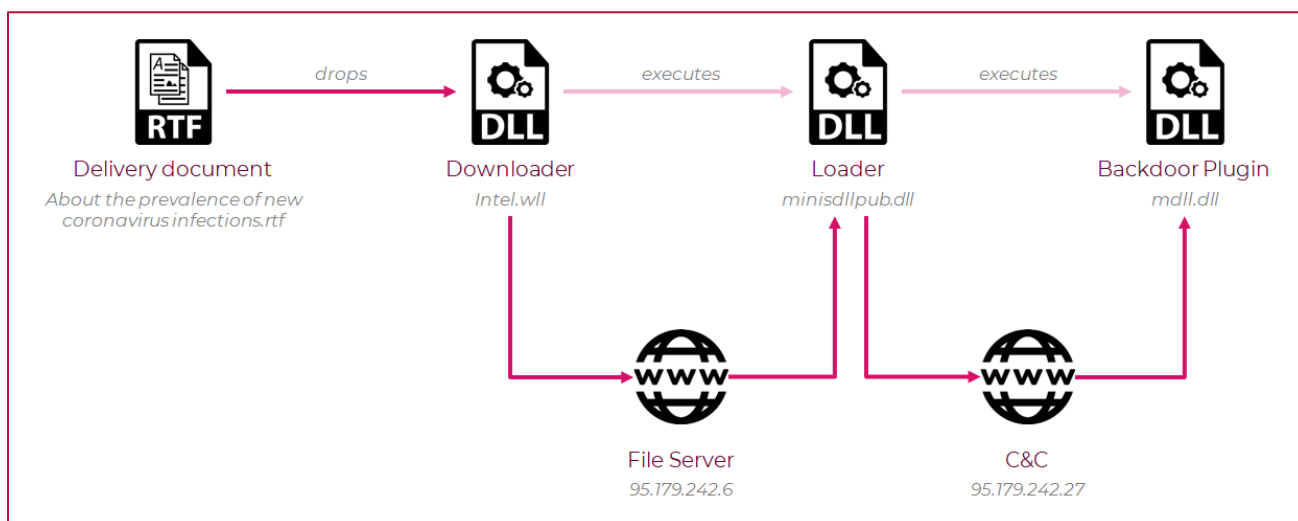 drops
executes
executes
A
RTF
DLL
DLL
DLL
Delivery document
Downloader
Loader
Backdoor Plugin
About the prevalence of new
coronavirus infections.rtf
Intel.wll
minisdllpub.dll
mdll.dll
WWW
WWW
File Server
C&C
95.179.242.6
95.179.242.27